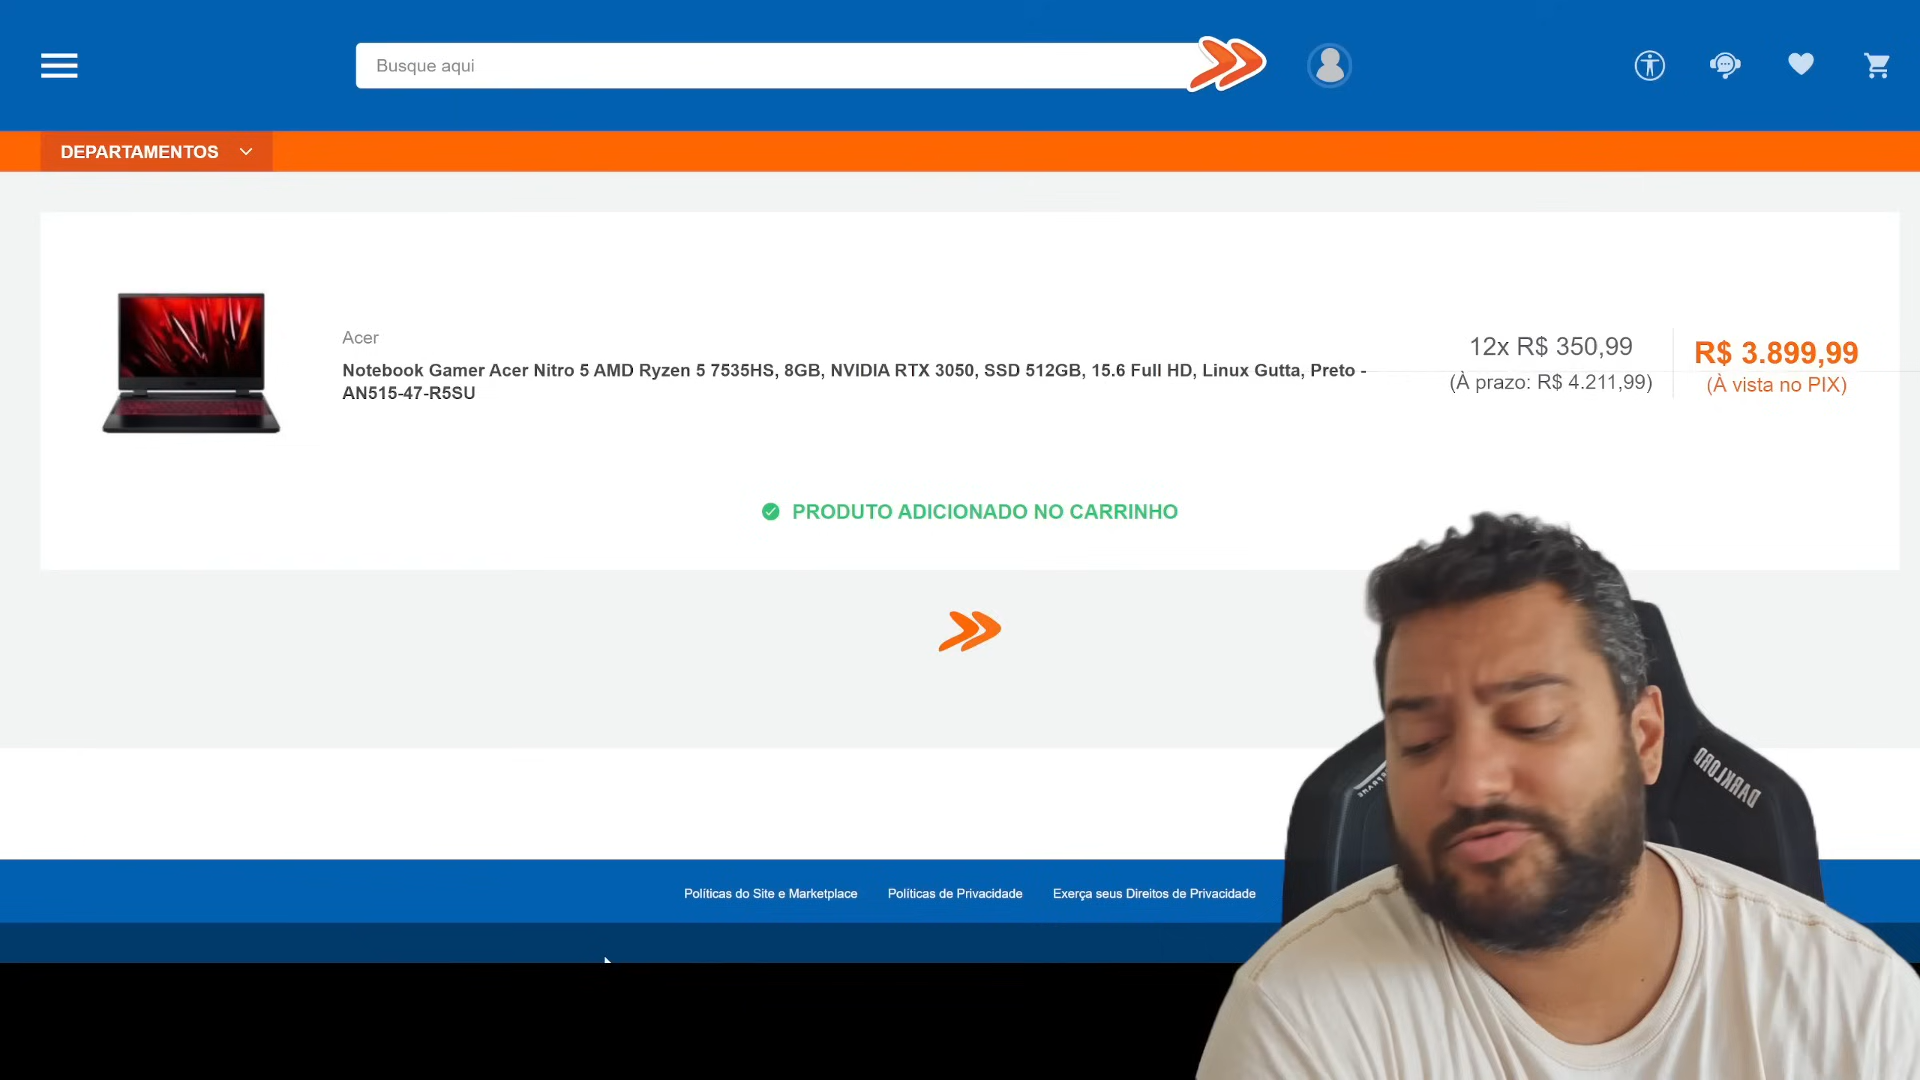 Busque aqui
DEPARTAMENTOS
Acer
Notebook Gamer Acer Nitro 5 AMD Ryzen 5 7535HS, 8GB, NVIDIA RTX 3050, SSD 512GB, 15.6 Full HD, Linux Gutta, Preto -
AN515-47-R5SU
12x R$ 350,99
(À prazo: R$ 4.211,99)
R$ 3.899,99
(À vista no PIX)
PRODUTO ADICIONADO NO CARRINHO
DARKLORD
Políticas do Site e Marketplace
Políticas de Privacidade
Exerça seus Direitos de Privacidade